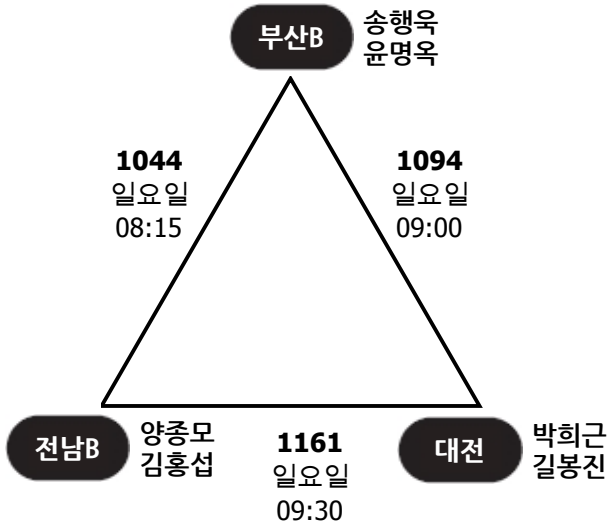 부산B
송행욱
윤명옥
1044
일요일
08:15
1094
일요일
09:00
전남B
양종모
김홍섭
1161
일요일
09:30
대전
박희근
길봉진